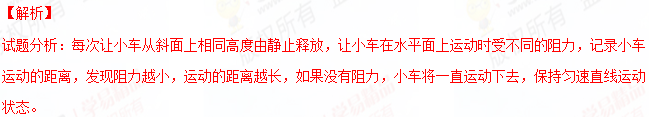 【解析】
试题分析：每次让小车从斜面上相同高度由静止释放，让小车在水平面上运动时受不同的阻力，记录小车
运动的距离，发现阻力越小，运动的距离越长，如果没有阻力，小车将一直运动下去，保持匀速直线运动
状态。